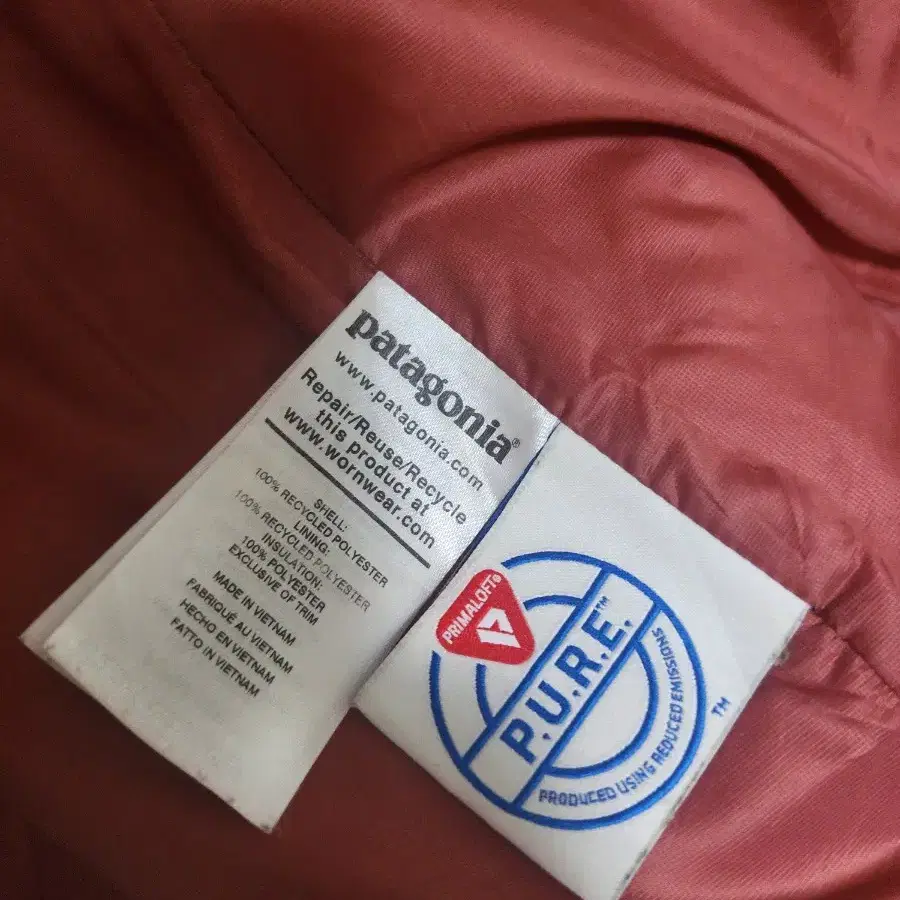 patagonia®
www.patagonia.com
Repair/Reuse/Recycle
this product at
www.wornwear.com
SHELL:
100% RECYCLED POLYESTER
LINING:
100% RECYCLED POLYESTER
INSULATION:
100% POLYESTER
EXCLUSIVE OF TRIM
MADE IN VIETNAM
FABRIQUÉ AU VIETNAM
HECHO EN VIETNAM
FATTO IN VIETNAM
PRIMALOFT®
P.U.R.E.™
PRODUCED USING REDUCED EMISSIONS
TM